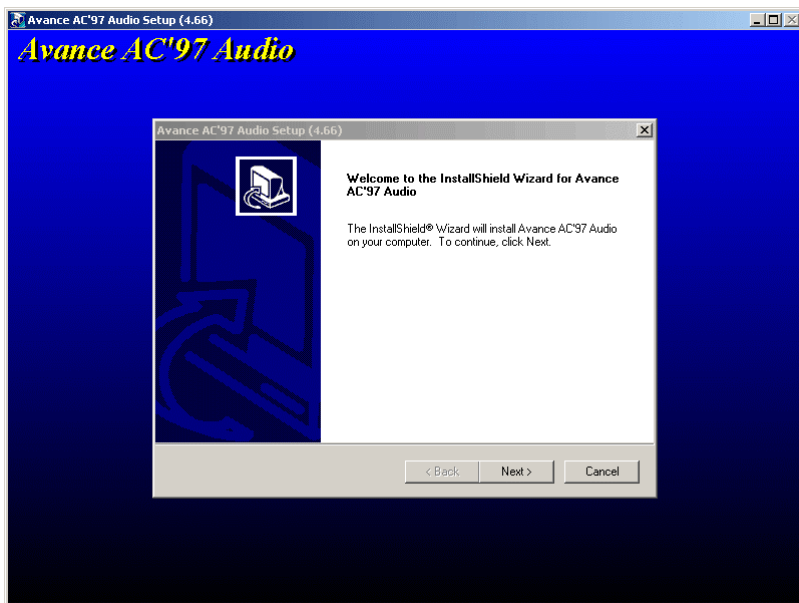 Avance AC'97 Audio Setup (4.66)
Avance AC'97 Audio
Avance AC'97 Audio Setup (4.66)
Welcome to the InstallShield Wizard for Avance
AC'97 Audio
The InstallShield® Wizard will install Avance AC'97 Audio
on your computer. To continue, click Next.
< Back
Next >
Cancel